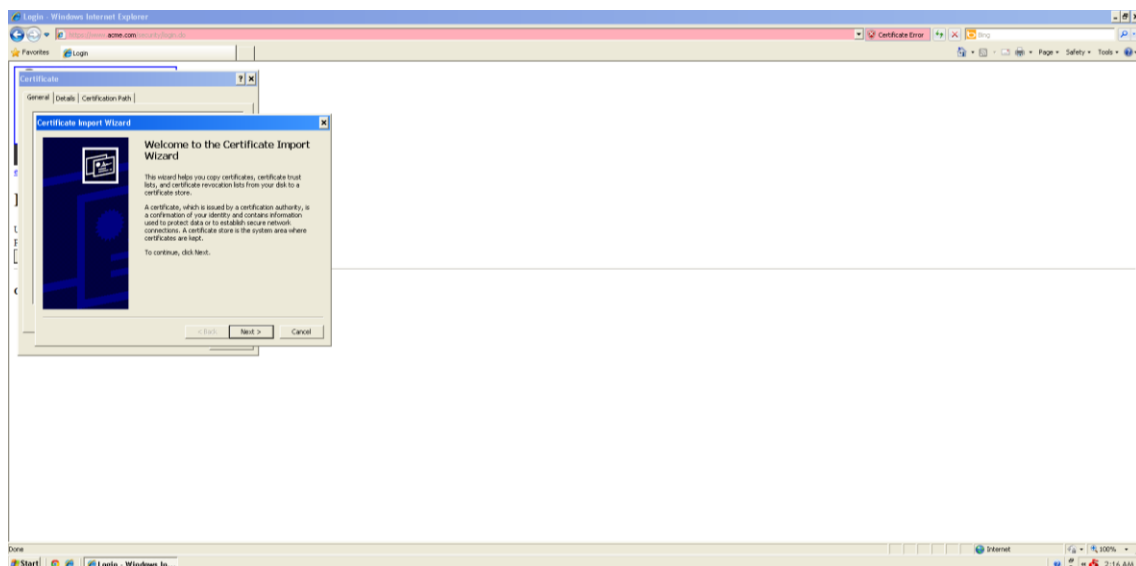 Login - Windows Internet Explorer
https://www.acme.com/security/login.do
Certificate Error
Bing
Favorites
Login
Page
Safety
Tools
Certificate
General
Details
Certification Path
Certificate Import Wizard
Welcome to the Certificate Import
Wizard
This wizard helps you copy certificates, certificate trust
lists, and certificate revocation lists from your disk to a
certificate store.
A certificate, which is issued by a certification authority, is
a confirmation of your identity and contains information
used to protect data or to establish secure network
connections. A certificate store is the system area where
certificates are kept.
To continue, click Next.
< Back
Next >
Cancel
Done
Internet
100%
Start
Login - Windows In...
2:16 AM